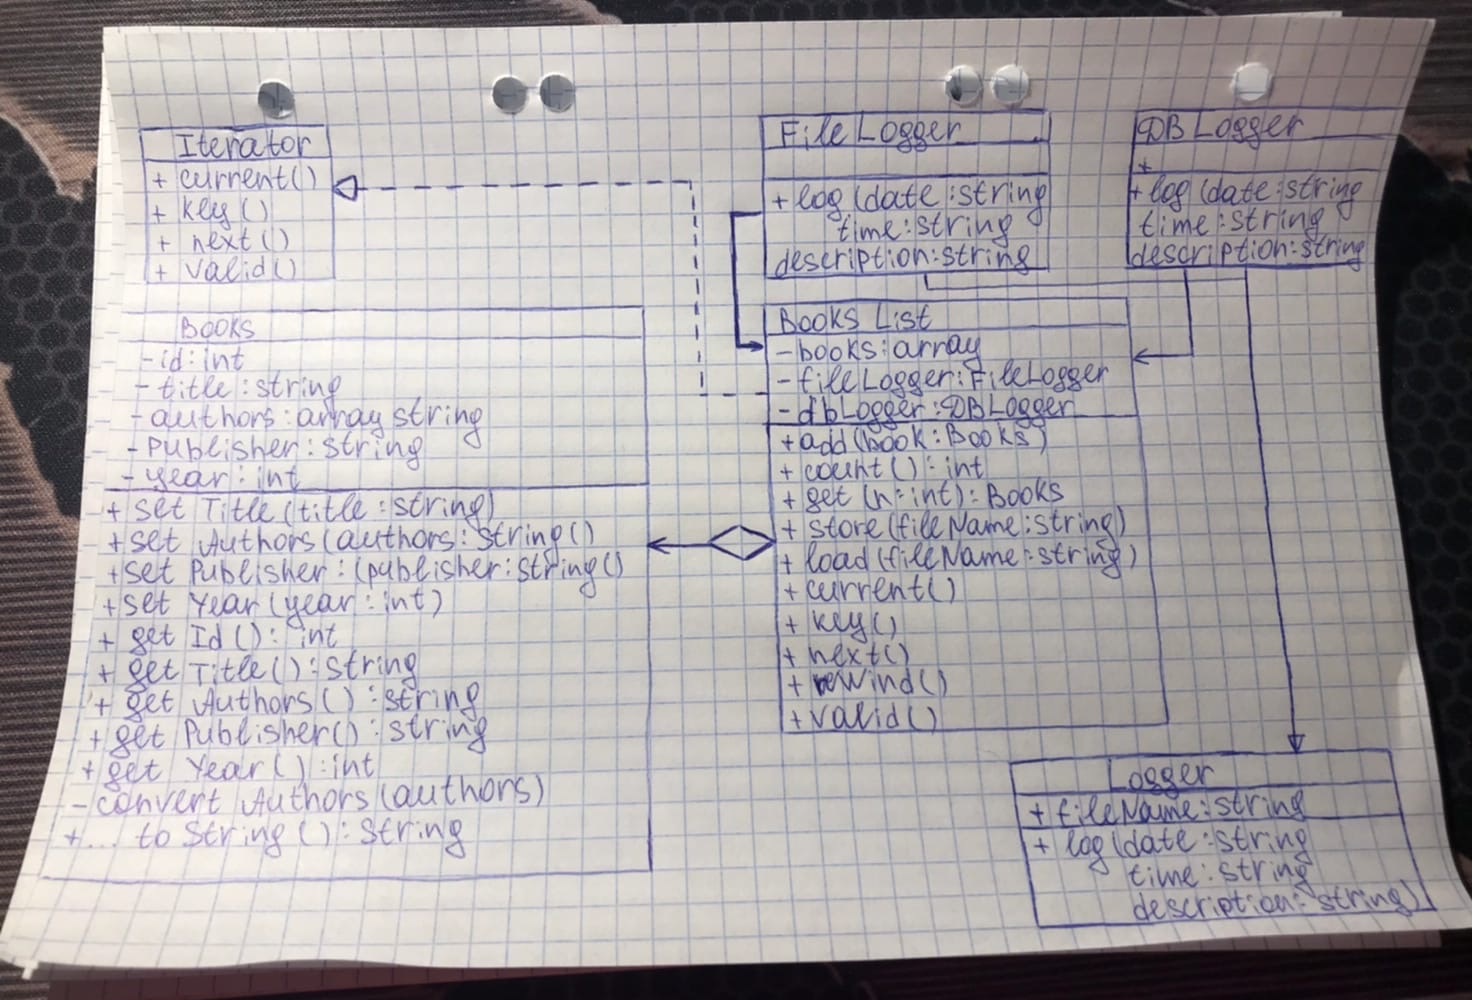 Iterator
+ current()
+ key()
+ next()
+ valid()
File Logger
+ log (date : string
time : string
description : string
DB Logger
+
+ log (date : string
time : string
description : string
Books
- id : int
- title : string
- authors : array string
- publisher : string
- year : int
+ set Title (title : string)
+ set Authors (authors : string()
+ set Publisher : (publisher : string()
+ set Year (year : int)
+ get Id () : int
+ get Title () : string
+ get Authors () : string
+ get Publisher() : string
+ get Year () : int
- convert Authors (authors)
+ ... to String () : string
Books List
- books : array
- fileLogger : FileLogger
- dbLogger : DBLogger
+ add (book : Books)
+ count () : int
+ get (n : int) : Books
+ store (fileName : string)
+ load (fileName : string)
+ current()
+ key()
+ next()
+ rewind()
+ valid()
Logger
+ fileName : string
+ log (date : string
time : string
description : string)